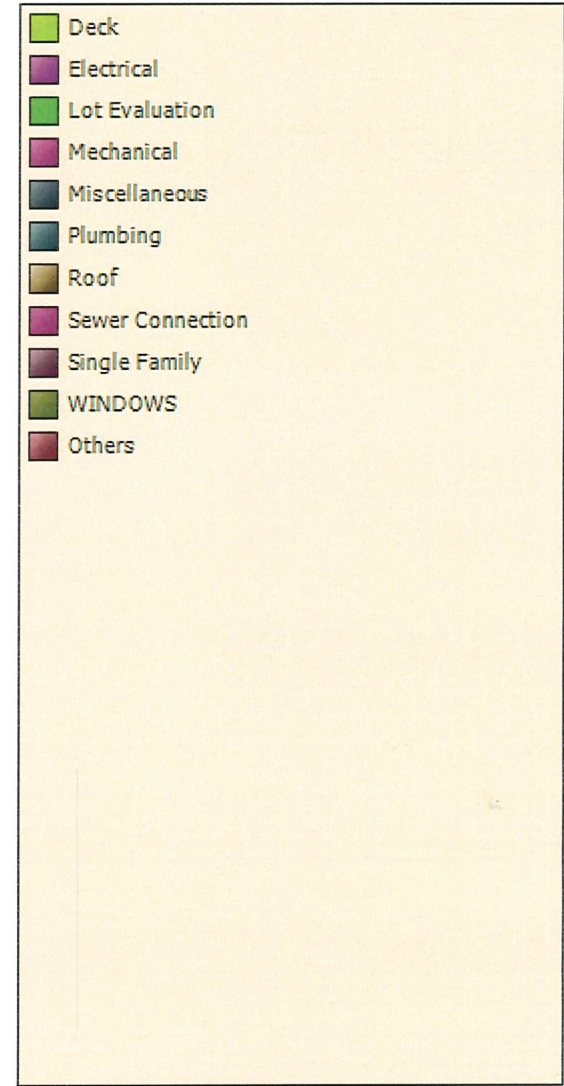 Deck
Electrical
Lot Evaluation
Mechanical
Miscellaneous
Plumbing
Roof
Sewer Connection
Single Family
WINDOWS
Others